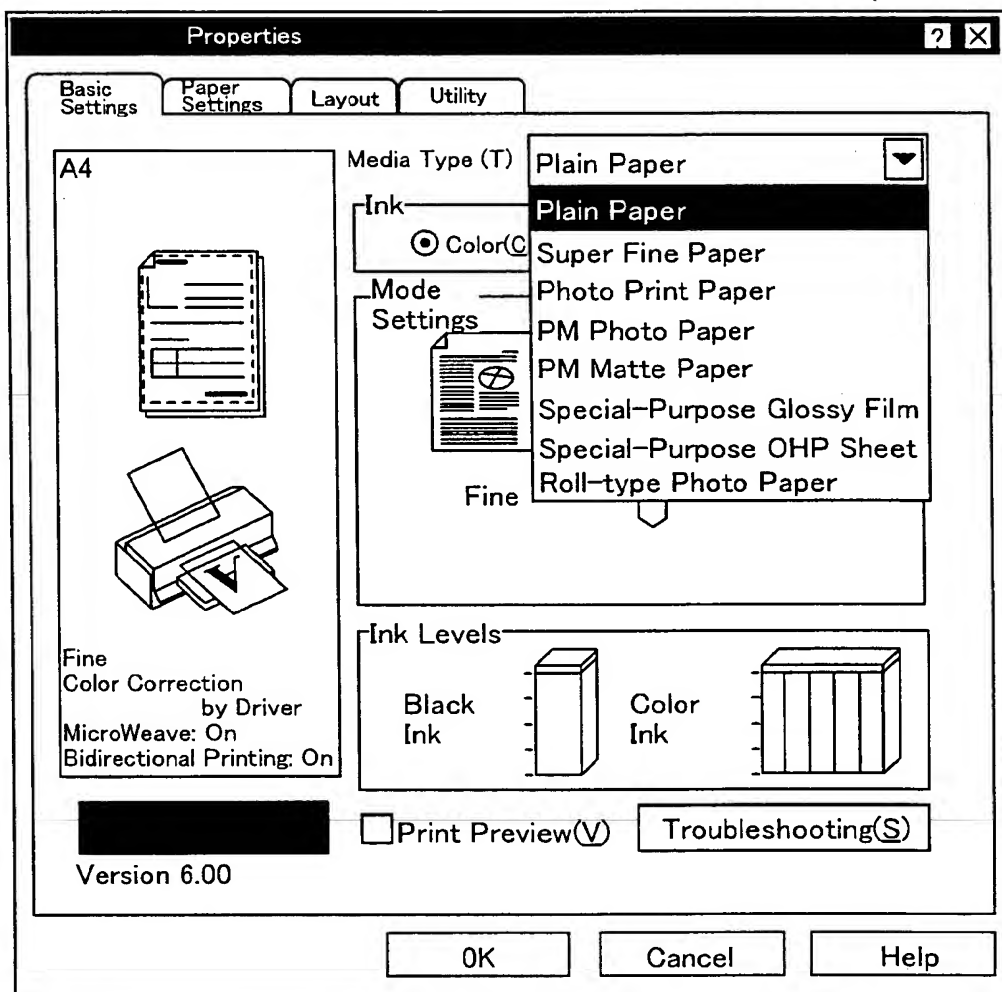 Properties
? X
Basic
Settings
Paper
Settings
Layout
Utility
A4
Media Type (T)
Plain Paper
Plain Paper
Super Fine Paper
Photo Print Paper
PM Photo Paper
PM Matte Paper
Special-Purpose Glossy Film
Special-Purpose OHP Sheet
Roll-type Photo Paper
Ink
Color(C
Mode
Settings
Fine
A
Fine
Color Correction
by Driver
MicroWeave: On
Bidirectional Printing: On
Ink Levels
Black
Ink
Color
Ink
Print Preview(V)
Troubleshooting(S)
Version 6.00
OK
Cancel
Help